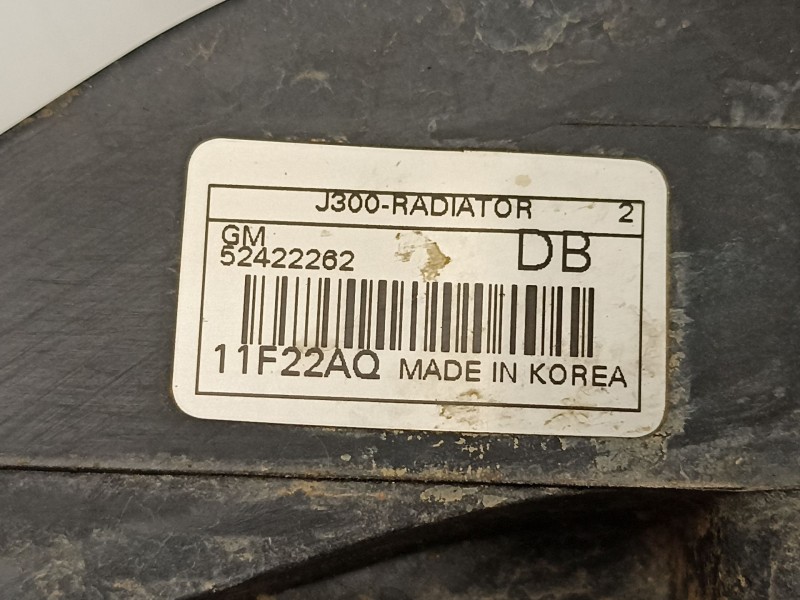 J300-RADIATOR 2
GM DB
52422262
11F22AQ MADE IN KOREA